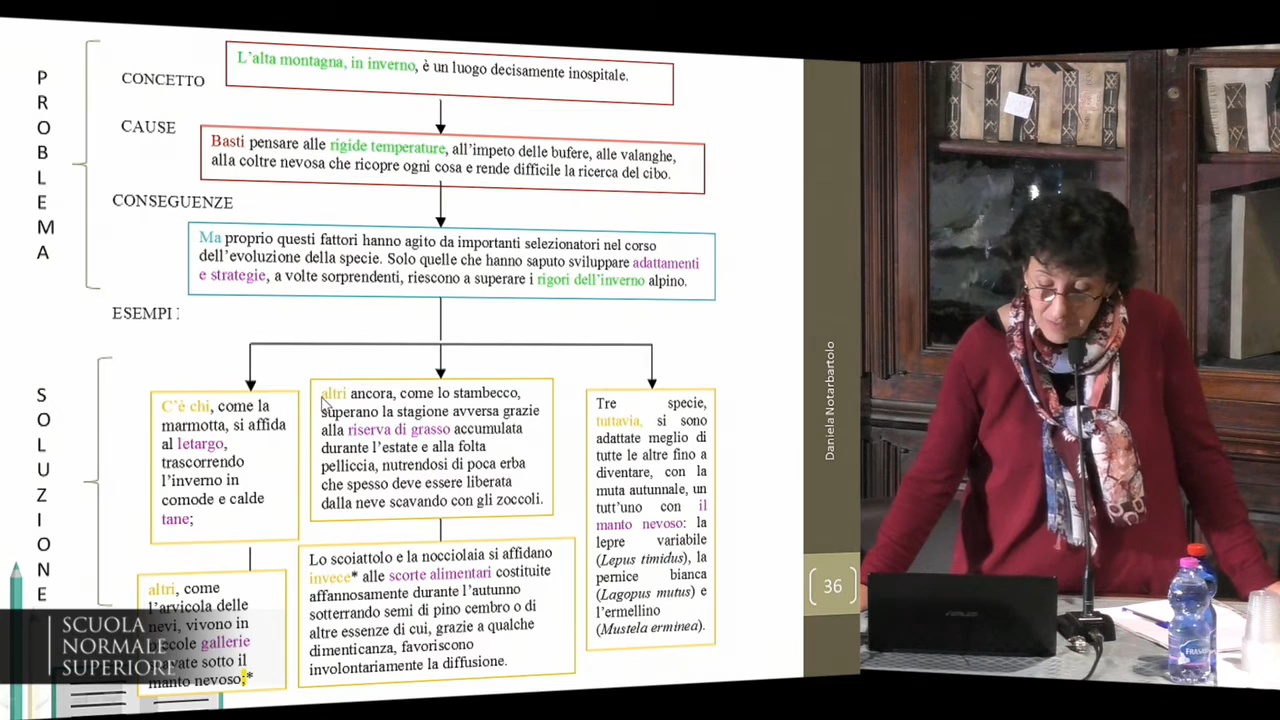 PROBLEMA
CONCETTO
L'alta montagna, in inverno, è un luogo decisamente inospitale.
CAUSE
Basti pensare alle rigide temperature, all'impeto delle bufere, alle valanghe,
alla coltre nevosa che ricopre ogni cosa e rende difficile la ricerca del cibo.
CONSEGUENZE
Ma proprio questi fattori hanno agito da importanti selezionatori nel corso
dell'evoluzione della specie. Solo quelle che hanno saputo sviluppare adattamenti
e strategie, a volte sorprendenti, riescono a superare i rigori dell'inverno alpino.
ESEMPI :
SOLUZIONE
C'è chi, come la
marmotta, si affida
al letargo,
trascorrendo
l'inverno in
comode e calde
tane;
altri, come
l'arvicola delle
nevi, vivono in
piccole gallerie
sotto il
manto nevoso;*
altri ancora, come lo stambecco,
superano la stagione avversa grazie
alla riserva di grasso accumulata
durante l'estate e alla folta
pelliccia, nutrendosi di poca erba
che spesso deve essere liberata
dalla neve scavando con gli zoccoli.
Lo scoiattolo e la nocciolaia si affidano
invece* alle scorte alimentari costituite
affannosamente durante l'autunno
sotterrando semi di pino cembro o di
altre essenze di cui, grazie a qualche
dimenticanza, favoriscono
involontariamente la diffusione.
Tre specie,
tuttavia, si sono
adattate meglio di
tutte le altre fino a
diventare, con la
muta autunnale, un
tutt'uno con il
manto nevoso: la
lepre variabile
(Lepus timidus), la
pernice bianca
(Lagopus mutus) e
l'ermellino
(Mustela erminea).
Daniela Notarbartolo
36
SCUOLA
NORMALE
SUPERIORE
ASUS